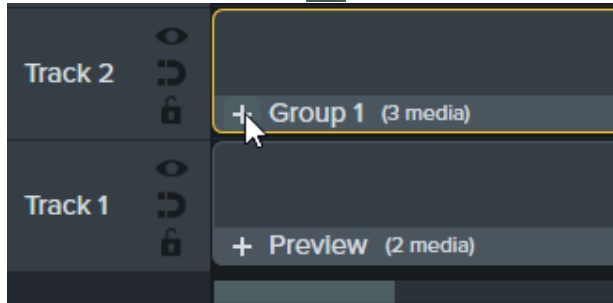 Track 2
+ Group 1 (3 media)
Track 1
+ Preview (2 media)